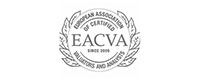 EUROPEAN ASSOCIATION
OF CERTIFIED
EACVA
SINCE 2006
VALUATORS AND ANALYSTS